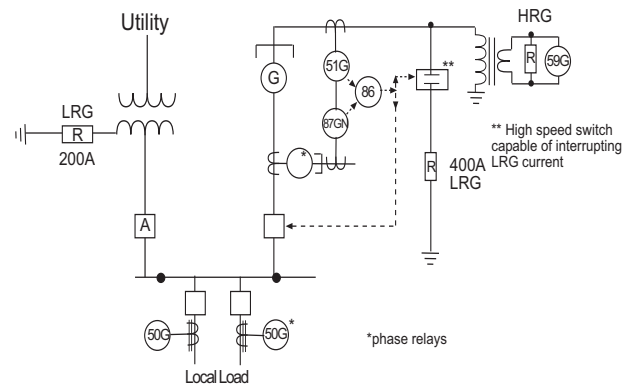 Utility
HRG
51G
**
G
R
59G
86
LRG
R
200A
87GN
*
** High speed switch
capable of interrupting
LRG current
R
400A
LRG
A
50G
50G
*
*phase relays
Local Load